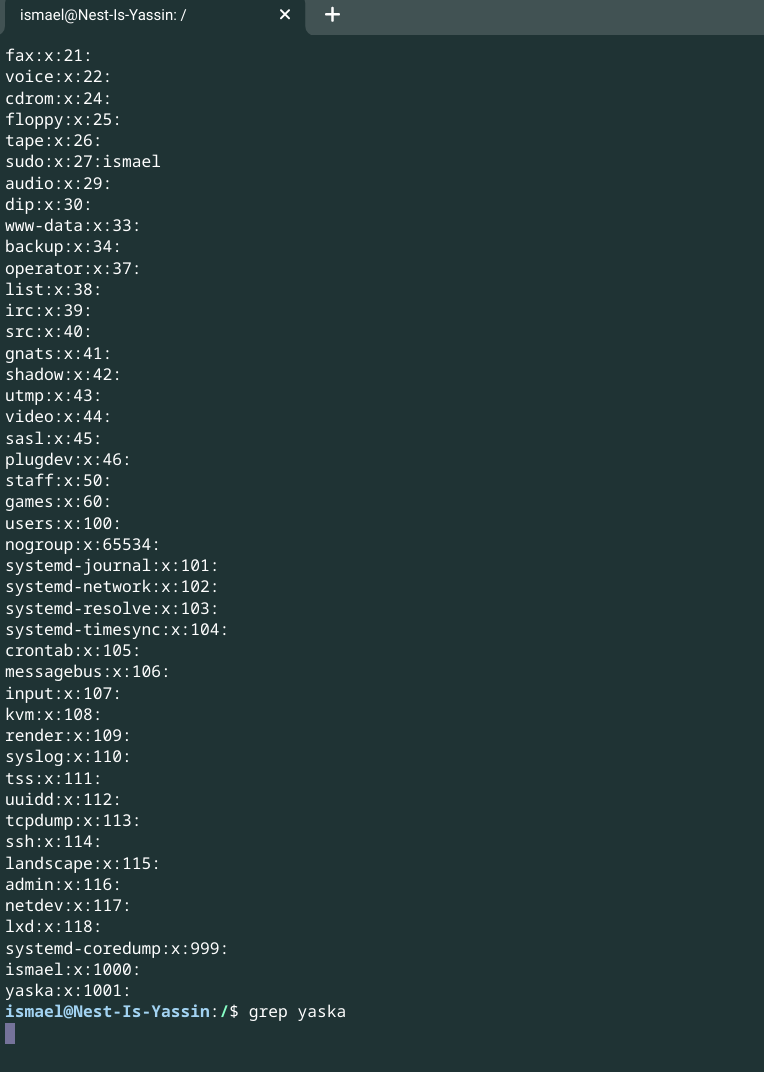 ismael@Nest-Is-Yassin: /
fax:x:21:
voice:x:22:
cdrom:x:24:
floppy:x:25:
tape:x:26:
sudo:x:27:ismael
audio:x:29:
dip:x:30:
www-data:x:33:
backup:x:34:
operator:x:37:
list:x:38:
irc:x:39:
src:x:40:
gnats:x:41:
shadow:x:42:
utmp:x:43:
video:x:44:
sasl:x:45:
plugdev:x:46:
staff:x:50:
games:x:60:
users:x:100:
nogroup:x:65534:
systemd-journal:x:101:
systemd-network:x:102:
systemd-resolve:x:103:
systemd-timesync:x:104:
crontab:x:105:
messagebus:x:106:
input:x:107:
kvm:x:108:
render:x:109:
syslog:x:110:
tss:x:111:
uuidd:x:112:
tcpdump:x:113:
ssh:x:114:
landscape:x:115:
admin:x:116:
netdev:x:117:
lxd:x:118:
systemd-coredump:x:999:
ismael:x:1000:
yaska:x:1001:
ismael@Nest-Is-Yassin:/$ grep yaska